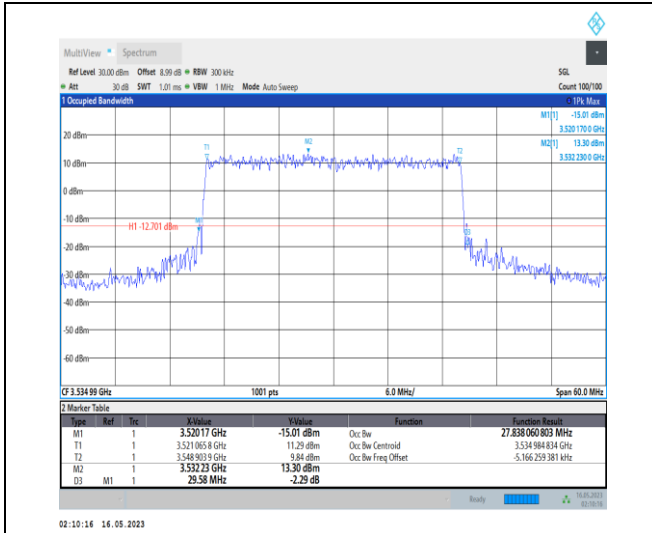 MultiView Spectrum
Ref Level 30.00 dBm Offset 8.99 dB RBW 300 kHz SGL
Att 30 dB SWT 1.01 ms VBW 1 MHz Mode Auto Sweep Count 100/100
1 Occupied Bandwidth 1Pk Max
M1[1] -15.01 dBm
3.520 170 0 GHz
M2[1] 13.30 dBm
3.532 230 0 GHz
20 dBm
T1 M2 T2
10 dBm
0 dBm
-10 dBm
M1
H1 -12.701 dBm
D3
-20 dBm
-30 dBm
-40 dBm
-50 dBm
-60 dBm
CF 3.534 99 GHz 1001 pts 6.0 MHz/ Span 60.0 MHz
2 Marker Table
Type Ref Trc X-Value Y-Value Function Function Result
M1 1 3.52017 GHz -15.01 dBm Occ Bw 27.838 060 803 MHz
T1 1 3.521 065 8 GHz 11.29 dBm Occ Bw Centroid 3.534 984 834 GHz
T2 1 3.548 903 9 GHz 9.84 dBm Occ Bw Freq Offset -5.166 259 381 kHz
M2 1 3.53223 GHz 13.30 dBm
D3 M1 1 29.58 MHz -2.29 dB
Ready 16.05.2023
02:10:16
02:10:16 16.05.2023